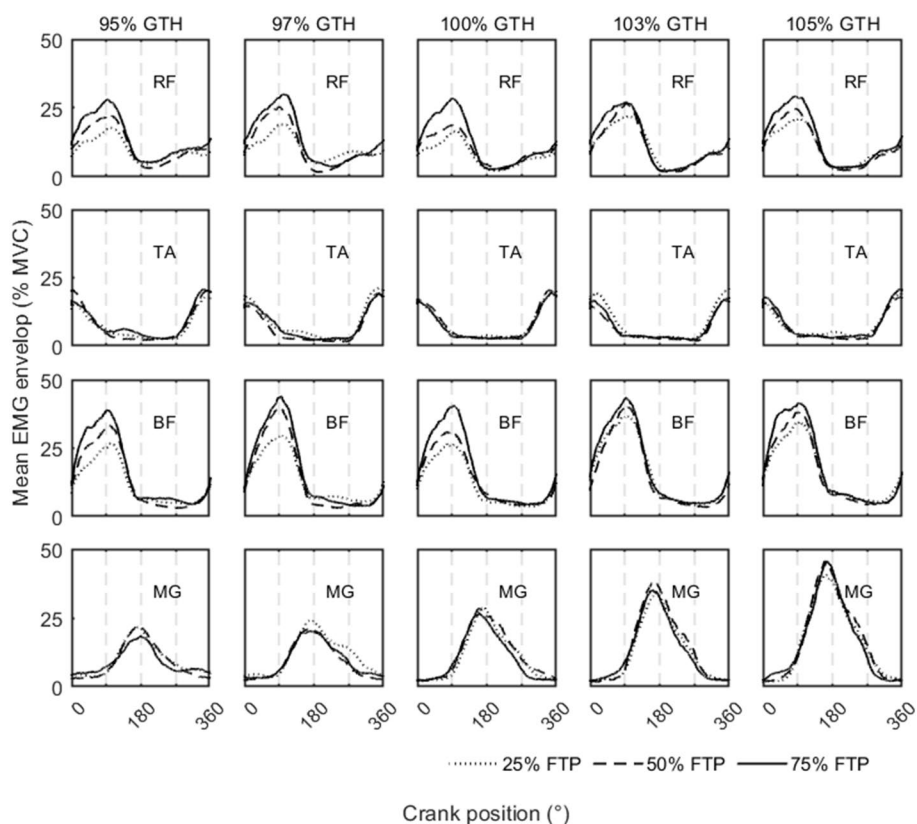 95% GTH 97% GTH 100% GTH 103% GTH 105% GTH
50 RF RF RF RF RF
25
0
50 TA TA TA TA TA
25
0
Mean EMG envelop (% MVC)
50 BF BF BF BF BF
25
0
50 MG MG MG MG MG
25
0
0 180 360 0 180 360 0 180 360 0 180 360 0 180 360
25% FTP 50% FTP 75% FTP
Crank position (°)